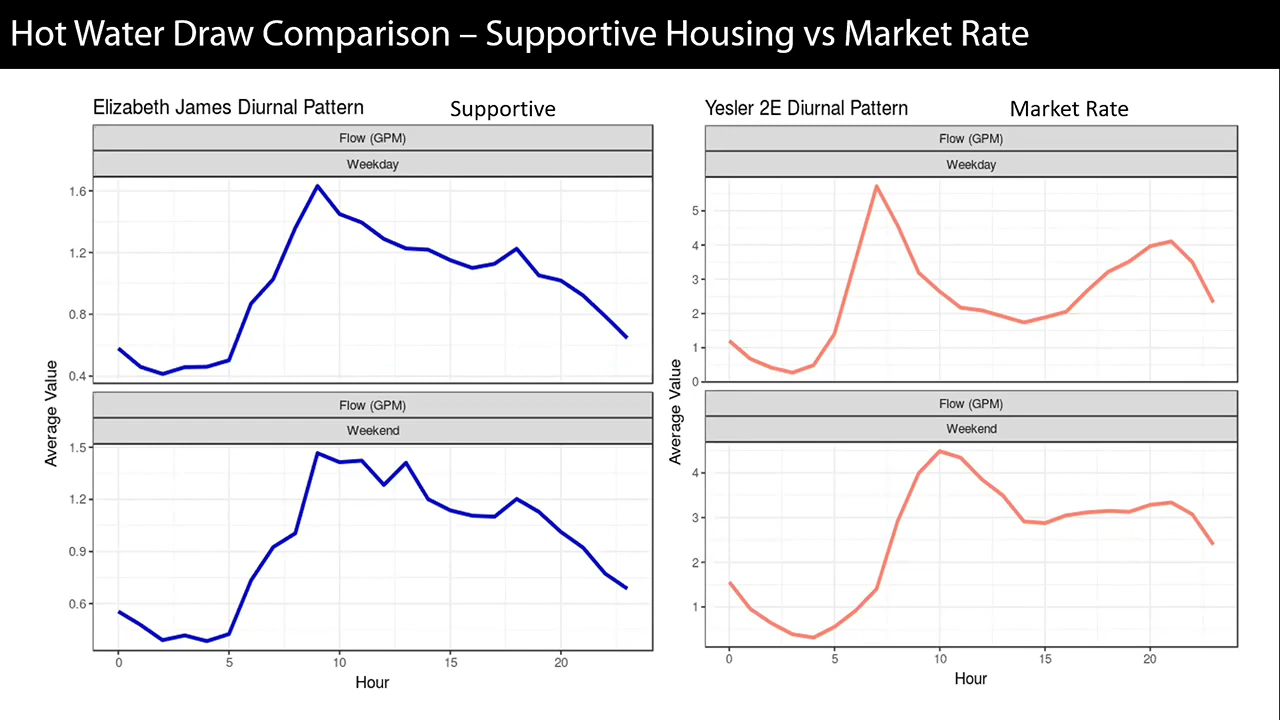 Hot Water Draw Comparison – Supportive Housing vs Market Rate
Elizabeth James Diurnal Pattern
Supportive
Flow (GPM)
Weekday
1.6
1.2
0.8
0.4
Average Value
Flow (GPM)
Weekend
1.5
1.2
0.9
0.6
0 5 10 15 20
Hour
Yesler 2E Diurnal Pattern
Market Rate
Flow (GPM)
Weekday
5
4
3
2
1
0
Average Value
Flow (GPM)
Weekend
4
3
2
1
0 5 10 15 20
Hour